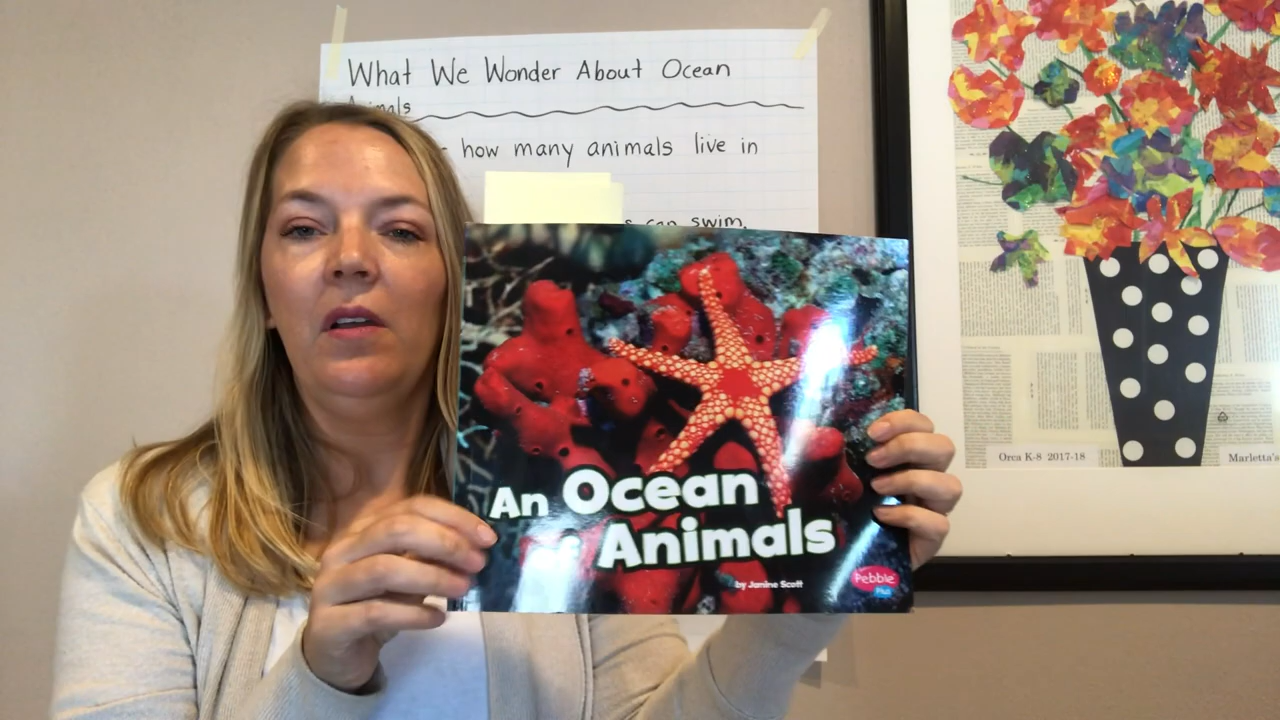 What We Wonder About Ocean
Animals
how many animals live in
can swim.
An Ocean
Animals
by Janine Scott
Pebble
Plus
Orca K-8 2017-18
Marletta's